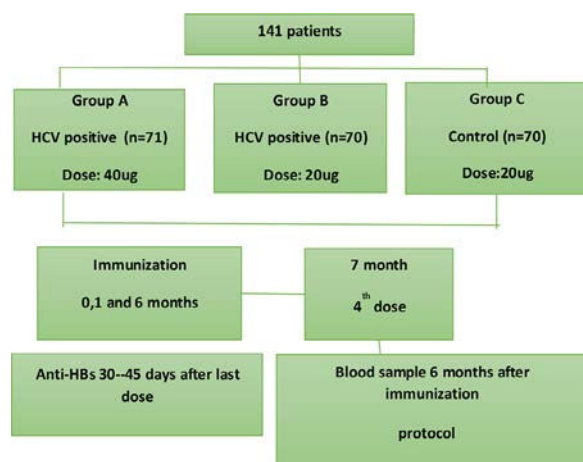 141 patients
Group A
HCV positive (n=71)
Dose: 40ug
Group B
HCV positive (n=70)
Dose: 20ug
Group C
Control (n=70)
Dose:20ug
Immunization
0,1 and 6 months
7 month
4th dose
Anti-HBs 30--45 days after last
dose
Blood sample 6 months after
immunization
protocol